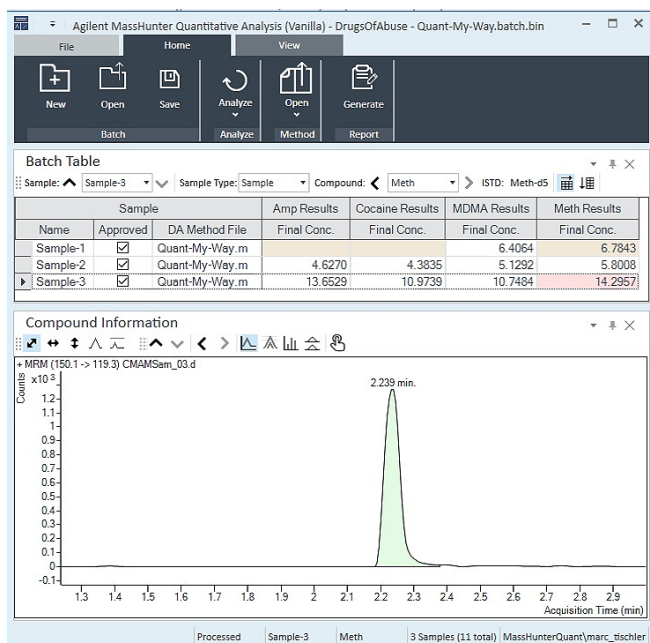 Agilent MassHunter Quantitative Analysis (Vanilla) - DrugsOfAbuse - Quant-My-Way.batch.bin
File Home View
New Open Save Analyze Open Generate
Batch Analyze Method Report
Batch Table
Sample: Sample-3 Sample Type: Sample Compound: Meth ISTD: Meth-d5
Sample Amp Results Cocaine Results MDMA Results Meth Results
Name Approved DA Method File Final Conc. Final Conc. Final Conc. Final Conc.
Sample-1 Quant-My-Way.m 6.4064 6.7843
Sample-2 Quant-My-Way.m 4.6270 4.3835 5.1292 5.8008
Sample-3 Quant-My-Way.m 13.6529 10.9739 10.7484 14.2957
Compound Information
+ MRM (150.1 -> 119.3) CMAMSam_03.d
Counts
x10 3
2.239 min.
1.2
1.1
1
0.9
0.8
0.7
0.6
0.5
0.4
0.3
0.2
0.1
0
-0.1
1.3 1.4 1.5 1.6 1.7 1.8 1.9 2 2.1 2.2 2.3 2.4 2.5 2.6 2.7 2.8 2.9
Acquisition Time (min)
Processed Sample-3 Meth 3 Samples (11 total) MassHunterQuant\marc_tischler